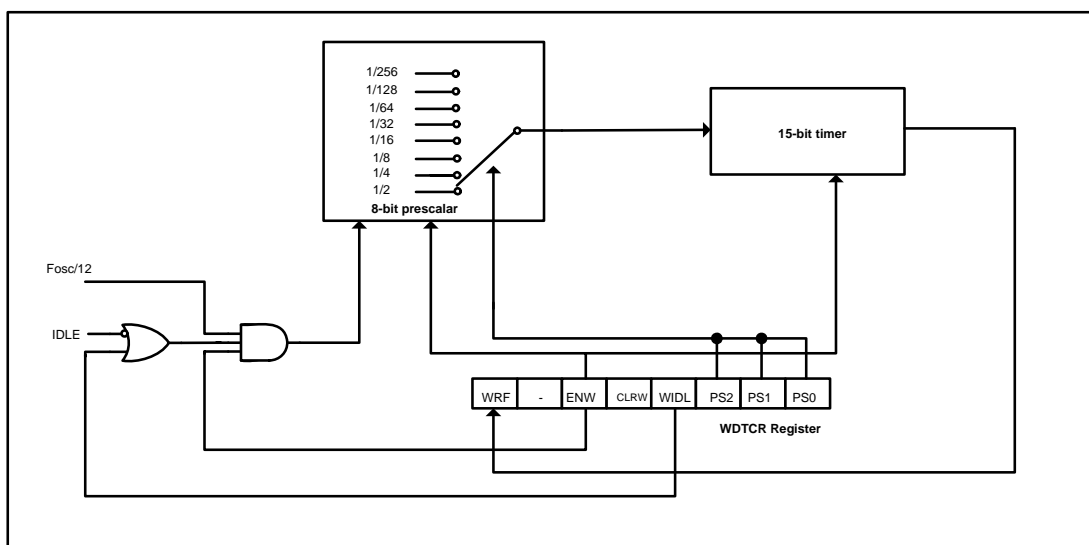 1/256
1/128
1/64
1/32
1/16
1/8
1/4
1/2
8-bit prescalar
15-bit timer
Fosc/12
IDLE
WRF - ENW CLRW WIDL PS2 PS1 PS0
WDTCR Register